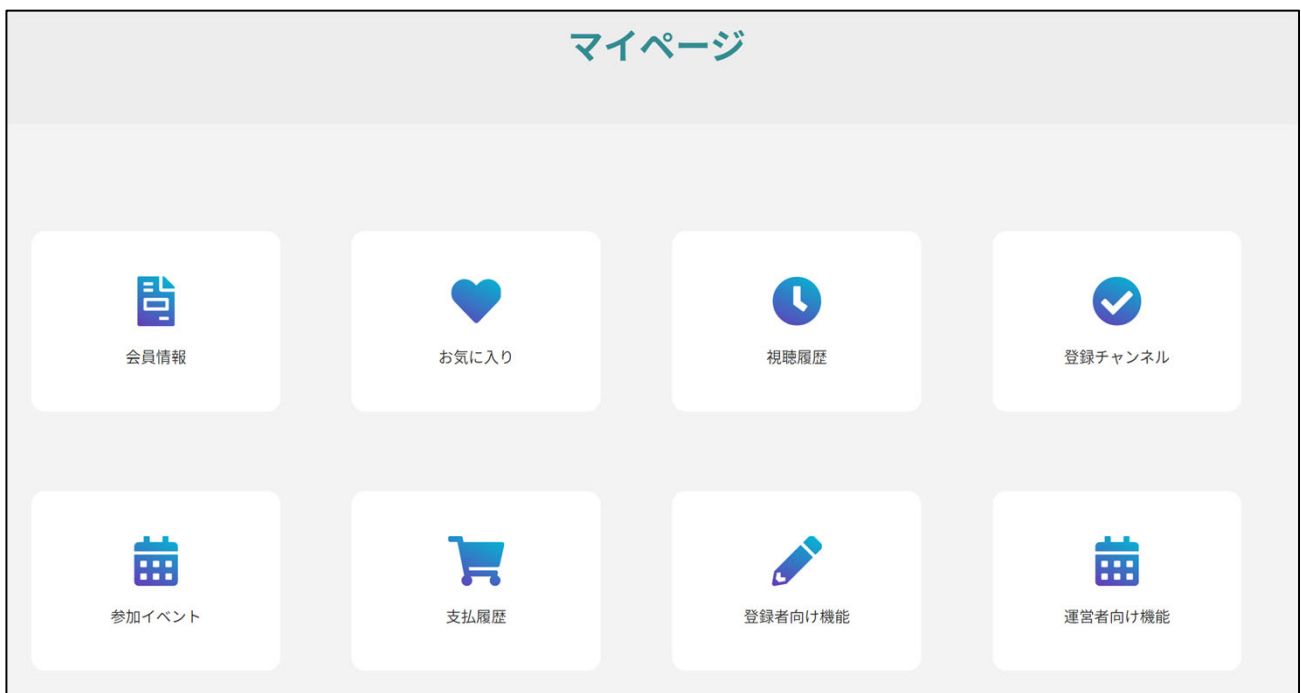 マイページ
会員情報
お気に入り
視聴履歴
登録チャンネル
参加イベント
支払履歴
登録者向け機能
運営者向け機能